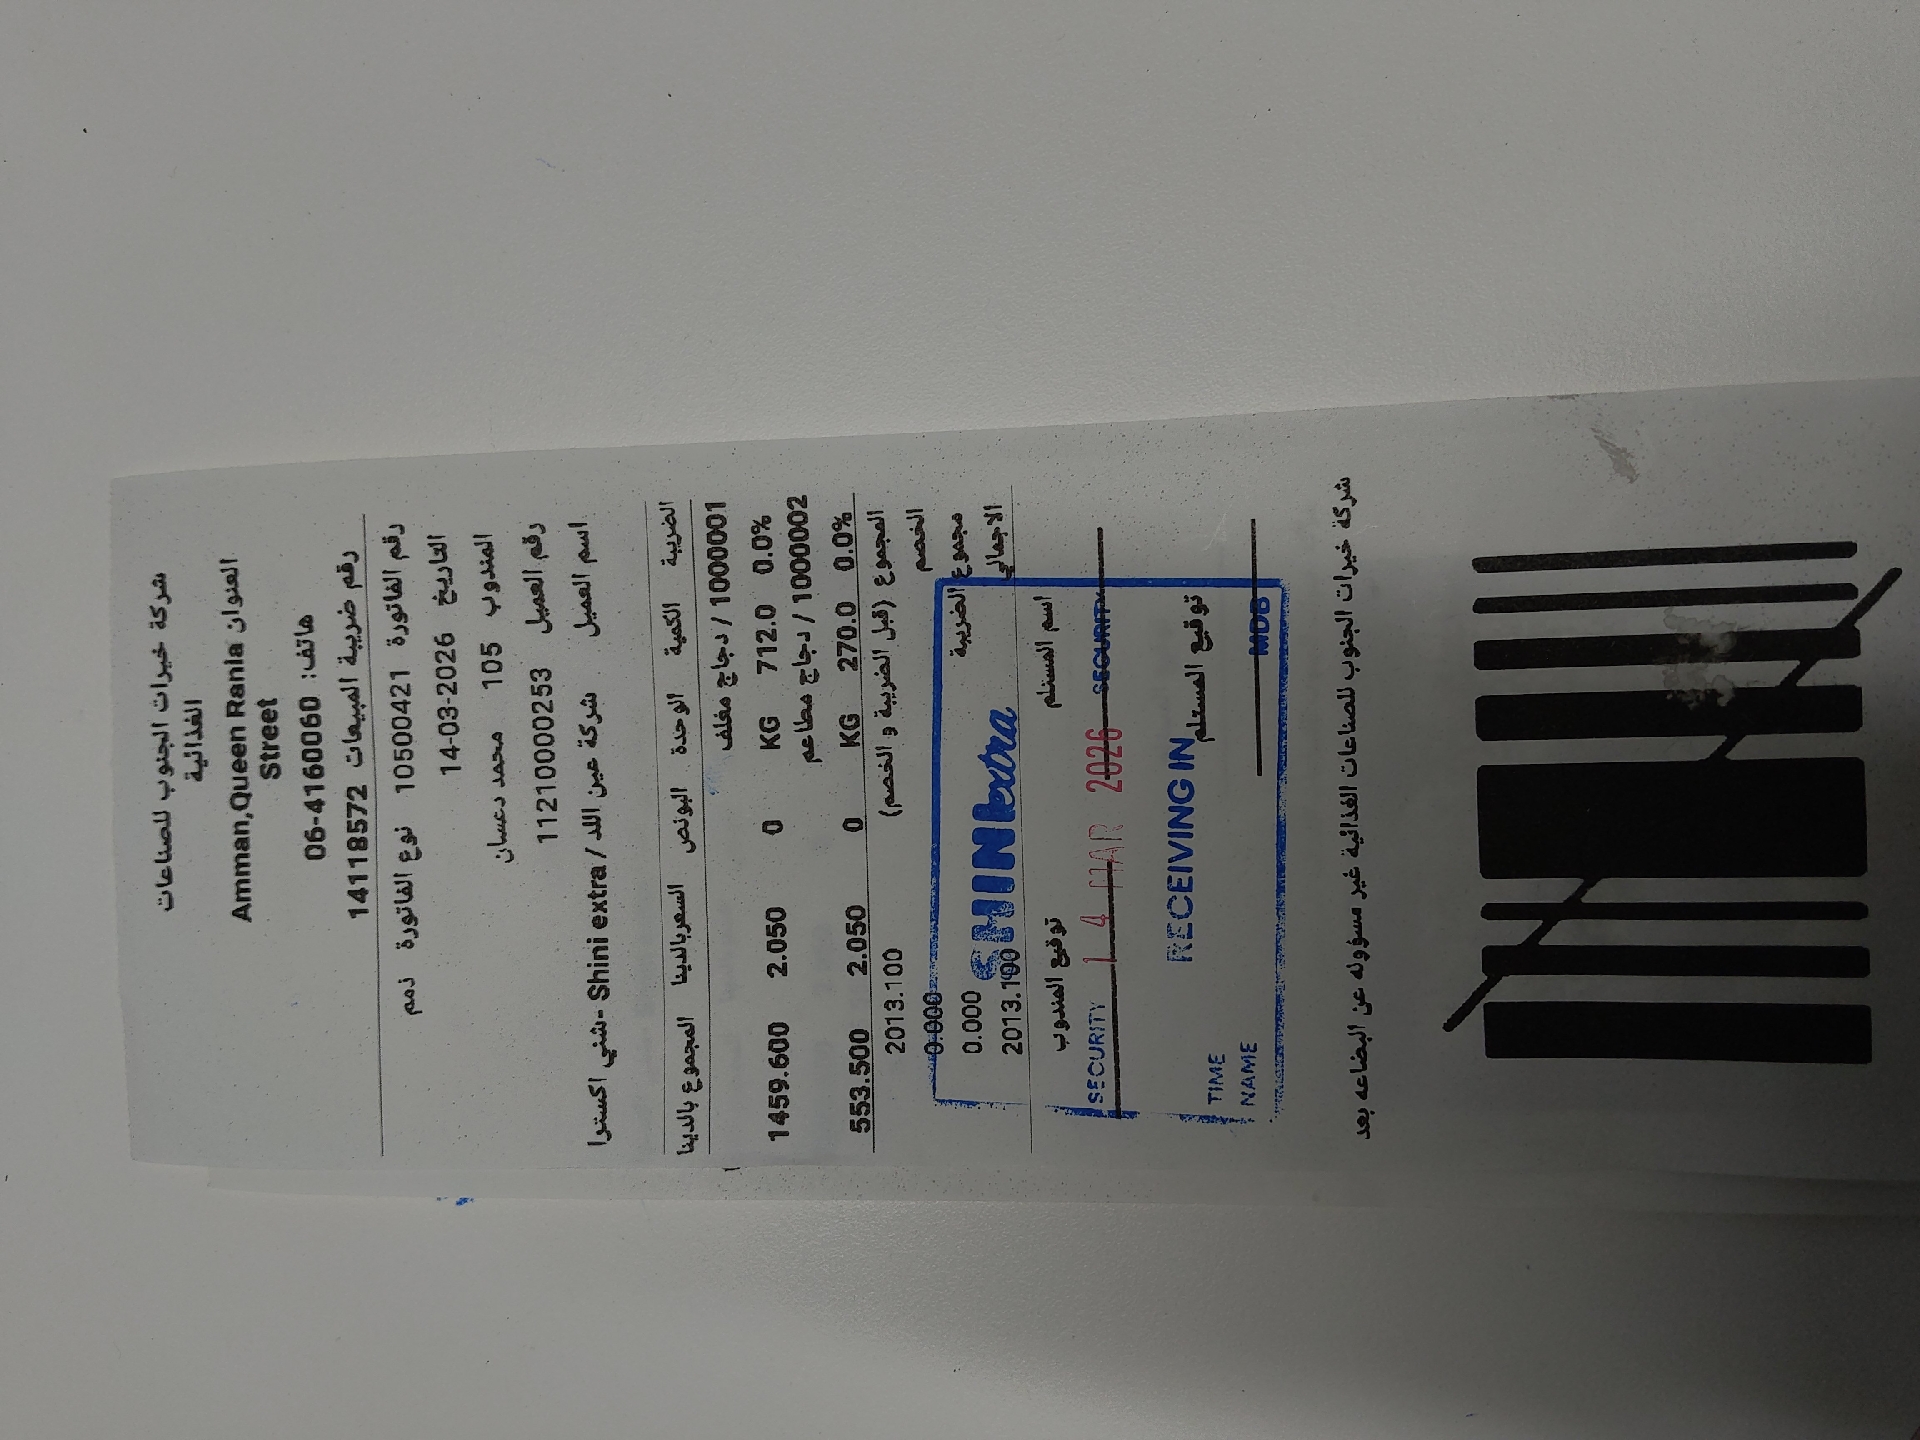 شركة خيرات الجنوب للصناعات
الغذائية
العنوان Amman,Queen Rania
Street
هاتف: 06-4160060
رقم ضريبة المبيعات 14118572
رقم الفاتورة 10500421 نوع الفاتورة ذمم
التاريخ 14-03-2026
المندوب 105 محمد دعسان
رقم العميل 1121000253
اسم العميل شركة عين اللد / Shini extra -شني اكسترا
الضريبة الكمية الوحدة البونص السعربالدينا المجموع بالدينا
1000001 / دجاج مغلف
0.0% 712.0 KG 0 2.050 1459.600
1000002 / دجاج مطاعم
0.0% 270.0 KG 0 2.050 553.500
المجموع (قبل الضريبة و الخصم) 2013.100
الخصم 0.000
مجموع الضريبة 0.000
الاجمالي 2013.100
SHINI extra
اسم المستلم توقيع المندوب
SECURITY 14 MAR 2026 SECURITY
توقيع المستلم
RECEIVING IN
TIME
NAME MDB
شركة خيرات الجنوب للصناعات الغذائية غير مسؤوله عن البضاعه بعد